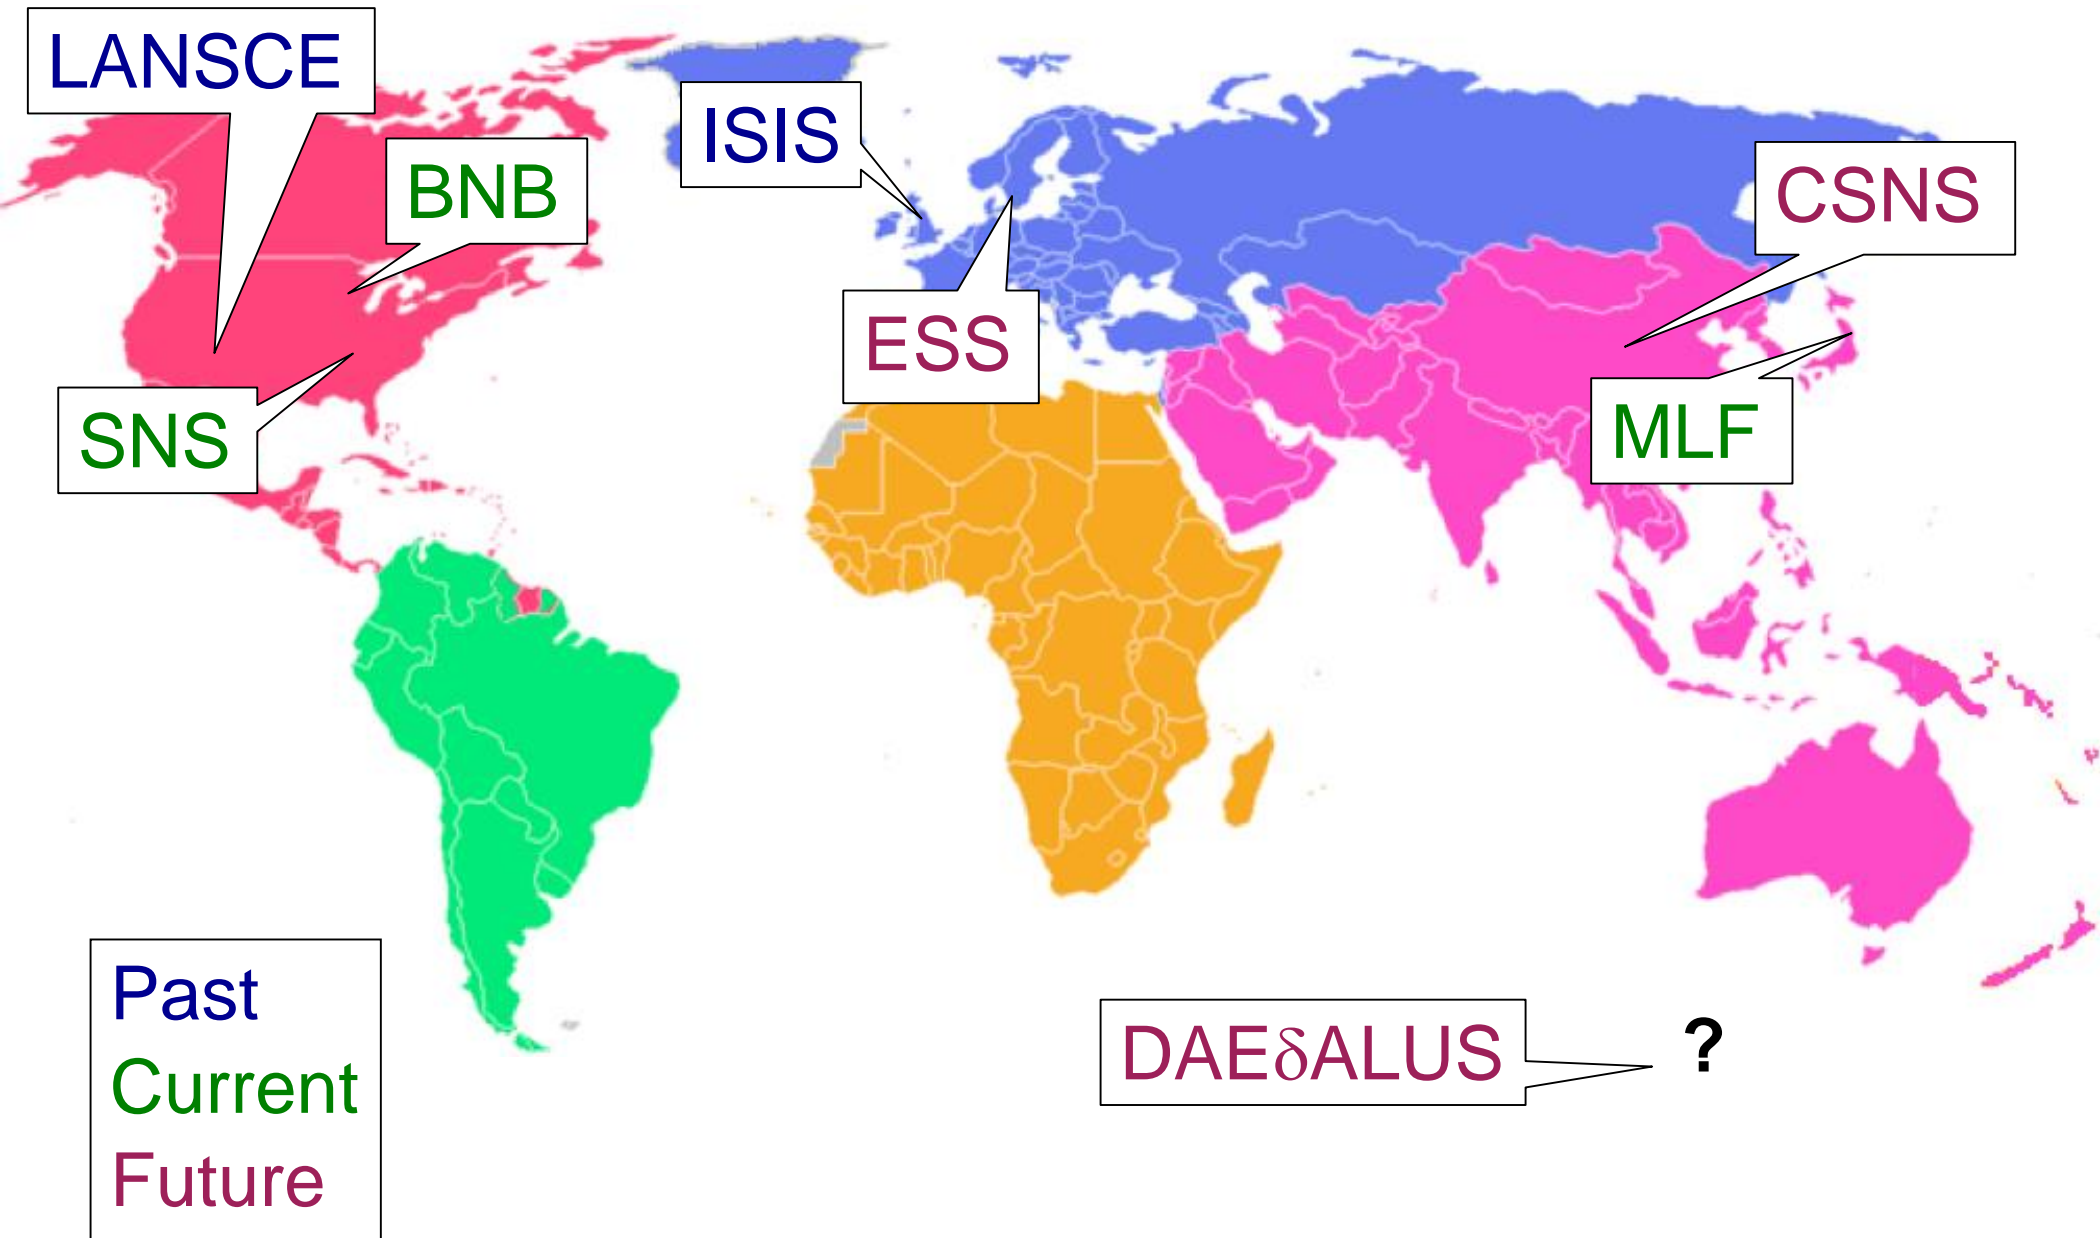 LANSCE
BNB
ISIS
CSNS
ESS
SNS
MLF
Past
Current
Future
DAEδALUS
?